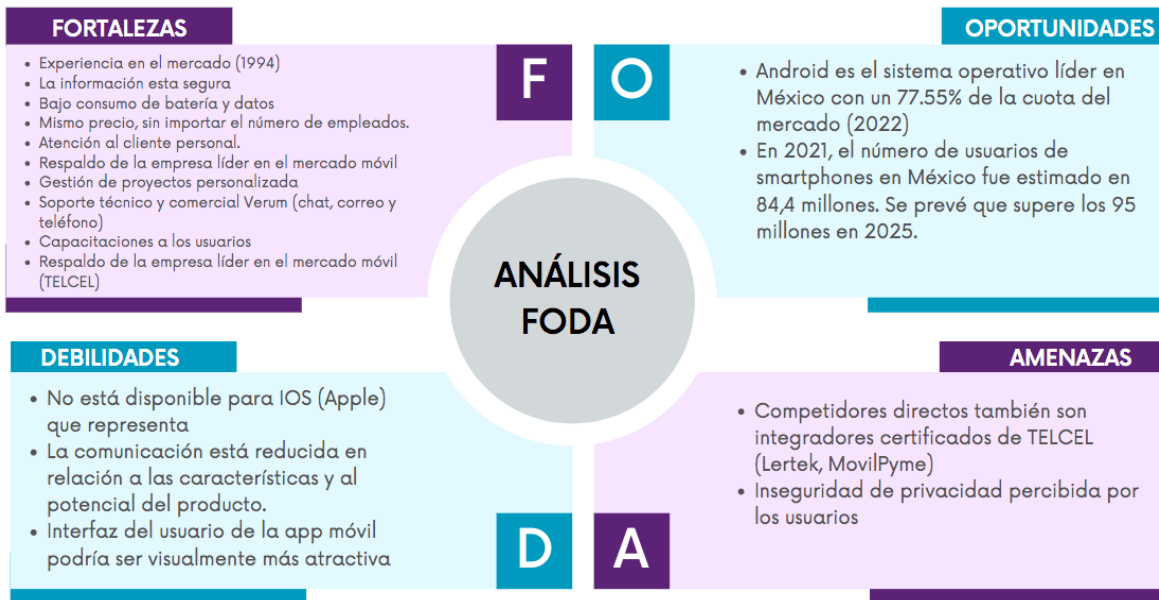 FORTALEZAS
• Experiencia en el mercado (1994)
• La información esta segura
• Bajo consumo de batería y datos
• Mismo precio, sin importar el número de empleados.
• Atención al cliente personal.
• Respaldo de la empresa líder en el mercado móvil
• Gestión de proyectos personalizada
• Soporte técnico y comercial Verum (chat, correo y
teléfono)
• Capacitaciones a los usuarios
• Respaldo de la empresa líder en el mercado móvil
(TELCEL)
F
O
OPORTUNIDADES
• Android es el sistema operativo líder en
México con un 77.55% de la cuota del
mercado (2022)
• En 2021, el número de usuarios de
smartphones en México fue estimado en
84,4 millones. Se prevé que supere los 95
millones en 2025.
ANÁLISIS
FODA
DEBILIDADES
• No está disponible para IOS (Apple)
que representa
• La comunicación está reducida en
relación a las características y al
potencial del producto.
• Interfaz del usuario de la app móvil
podría ser visualmente más atractiva
D
A
AMENAZAS
• Competidores directos también son
integradores certificados de TELCEL
(Lertek, MovilPyme)
• Inseguridad de privacidad percibida por
los usuarios